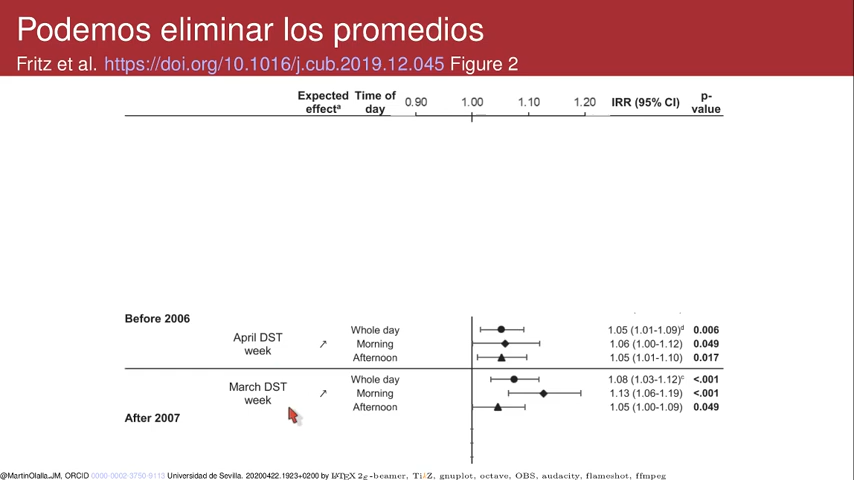 Podemos eliminar los promedios
Fritz et al. https://doi.org/10.1016/j.cub.2019.12.045 Figure 2
Expected effectᵃ Time of day 0.90 1.00 1.10 1.20 IRR (95% CI) p-value
Before 2006
April DST week ↗
Whole day 1.05 (1.01-1.09)ᵈ 0.006
Morning 1.06 (1.00-1.12) 0.049
Afternoon 1.05 (1.01-1.10) 0.017
March DST week ↗
Whole day 1.08 (1.03-1.12)ᶜ <.001
Morning 1.13 (1.06-1.19) <.001
Afternoon 1.05 (1.00-1.09) 0.049
After 2007
@MartinOlalla_JM, ORCID 0000-0002-3750-9113 Universidad de Sevilla. 20200422.1923+0200 by LATEX 2ε-beamer, TikZ, gnuplot, octave, OBS, audacity, flameshot, ffmpeg